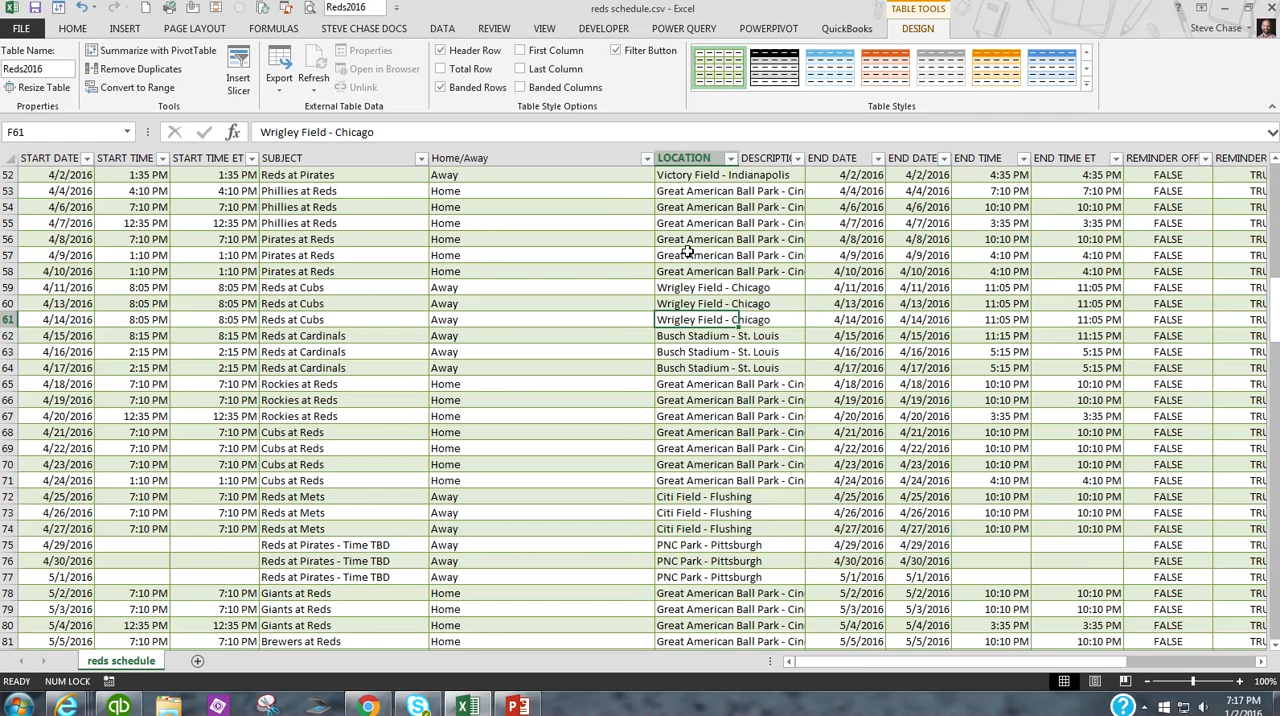 Reds2016
reds schedule.csv - Excel
TABLE TOOLS
FILE HOME INSERT PAGE LAYOUT FORMULAS STEVE CHASE DOCS DATA REVIEW VIEW DEVELOPER POWER QUERY POWERPIVOT QuickBooks DESIGN Steve Chase
Table Name: Summarize with PivotTable Properties Header Row First Column Filter Button
Reds2016 Remove Duplicates Insert Slicer Export Refresh Open in Browser Total Row Last Column
Resize Table Convert to Range Unlink Banded Rows Banded Columns
Properties Tools External Table Data Table Style Options Table Styles
F61 fx Wrigley Field - Chicago
START DATE START TIME START TIME ET SUBJECT Home/Away LOCATION DESCRIPTI END DATE END DATE END TIME END TIME ET REMINDER OFF REMINDER
52 4/2/2016 1:35 PM 1:35 PM Reds at Pirates Away Victory Field - Indianapolis 4/2/2016 4/2/2016 4:35 PM 4:35 PM FALSE TRU
53 4/4/2016 4:10 PM 4:10 PM Phillies at Reds Home Great American Ball Park - Cin 4/4/2016 4/4/2016 7:10 PM 7:10 PM FALSE TRU
54 4/6/2016 7:10 PM 7:10 PM Phillies at Reds Home Great American Ball Park - Cin 4/6/2016 4/6/2016 10:10 PM 10:10 PM FALSE TRU
55 4/7/2016 12:35 PM 12:35 PM Phillies at Reds Home Great American Ball Park - Cin 4/7/2016 4/7/2016 3:35 PM 3:35 PM FALSE TRU
56 4/8/2016 7:10 PM 7:10 PM Pirates at Reds Home Great American Ball Park - Cin 4/8/2016 4/8/2016 10:10 PM 10:10 PM FALSE TRU
57 4/9/2016 1:10 PM 1:10 PM Pirates at Reds Home Great American Ball Park - Cin 4/9/2016 4/9/2016 4:10 PM 4:10 PM FALSE TRU
58 4/10/2016 1:10 PM 1:10 PM Pirates at Reds Home Great American Ball Park - Cin 4/10/2016 4/10/2016 4:10 PM 4:10 PM FALSE TRU
59 4/11/2016 8:05 PM 8:05 PM Reds at Cubs Away Wrigley Field - Chicago 4/11/2016 4/11/2016 11:05 PM 11:05 PM FALSE TRU
60 4/13/2016 8:05 PM 8:05 PM Reds at Cubs Away Wrigley Field - Chicago 4/13/2016 4/13/2016 11:05 PM 11:05 PM FALSE TRU
61 4/14/2016 8:05 PM 8:05 PM Reds at Cubs Away Wrigley Field - Chicago 4/14/2016 4/14/2016 11:05 PM 11:05 PM FALSE TRU
62 4/15/2016 8:15 PM 8:15 PM Reds at Cardinals Away Busch Stadium - St. Louis 4/15/2016 4/15/2016 11:15 PM 11:15 PM FALSE TRU
63 4/16/2016 2:15 PM 2:15 PM Reds at Cardinals Away Busch Stadium - St. Louis 4/16/2016 4/16/2016 5:15 PM 5:15 PM FALSE TRU
64 4/17/2016 2:15 PM 2:15 PM Reds at Cardinals Away Busch Stadium - St. Louis 4/17/2016 4/17/2016 5:15 PM 5:15 PM FALSE TRU
65 4/18/2016 7:10 PM 7:10 PM Rockies at Reds Home Great American Ball Park - Cin 4/18/2016 4/18/2016 10:10 PM 10:10 PM FALSE TRU
66 4/19/2016 7:10 PM 7:10 PM Rockies at Reds Home Great American Ball Park - Cin 4/19/2016 4/19/2016 10:10 PM 10:10 PM FALSE TRU
67 4/20/2016 12:35 PM 12:35 PM Rockies at Reds Home Great American Ball Park - Cin 4/20/2016 4/20/2016 3:35 PM 3:35 PM FALSE TRU
68 4/21/2016 7:10 PM 7:10 PM Cubs at Reds Home Great American Ball Park - Cin 4/21/2016 4/21/2016 10:10 PM 10:10 PM FALSE TRU
69 4/22/2016 7:10 PM 7:10 PM Cubs at Reds Home Great American Ball Park - Cin 4/22/2016 4/22/2016 10:10 PM 10:10 PM FALSE TRU
70 4/23/2016 7:10 PM 7:10 PM Cubs at Reds Home Great American Ball Park - Cin 4/23/2016 4/23/2016 10:10 PM 10:10 PM FALSE TRU
71 4/24/2016 1:10 PM 1:10 PM Cubs at Reds Home Great American Ball Park - Cin 4/24/2016 4/24/2016 4:10 PM 4:10 PM FALSE TRU
72 4/25/2016 7:10 PM 7:10 PM Reds at Mets Away Citi Field - Flushing 4/25/2016 4/25/2016 10:10 PM 10:10 PM FALSE TRU
73 4/26/2016 7:10 PM 7:10 PM Reds at Mets Away Citi Field - Flushing 4/26/2016 4/26/2016 10:10 PM 10:10 PM FALSE TRU
74 4/27/2016 7:10 PM 7:10 PM Reds at Mets Away Citi Field - Flushing 4/27/2016 4/27/2016 10:10 PM 10:10 PM FALSE TRU
75 4/29/2016 Reds at Pirates - Time TBD Away PNC Park - Pittsburgh 4/29/2016 4/29/2016 FALSE TRU
76 4/30/2016 Reds at Pirates - Time TBD Away PNC Park - Pittsburgh 4/30/2016 4/30/2016 FALSE TRU
77 5/1/2016 Reds at Pirates - Time TBD Away PNC Park - Pittsburgh 5/1/2016 5/1/2016 FALSE TRU
78 5/2/2016 7:10 PM 7:10 PM Giants at Reds Home Great American Ball Park - Cin 5/2/2016 5/2/2016 10:10 PM 10:10 PM FALSE TRU
79 5/3/2016 7:10 PM 7:10 PM Giants at Reds Home Great American Ball Park - Cin 5/3/2016 5/3/2016 10:10 PM 10:10 PM FALSE TRU
80 5/4/2016 12:35 PM 12:35 PM Giants at Reds Home Great American Ball Park - Cin 5/4/2016 5/4/2016 3:35 PM 3:35 PM FALSE TRU
81 5/5/2016 7:10 PM 7:10 PM Brewers at Reds Home Great American Ball Park - Cin 5/5/2016 5/5/2016 10:10 PM 10:10 PM FALSE TRU
reds schedule
READY NUM LOCK 100%
7:17 PM
1/2/2016